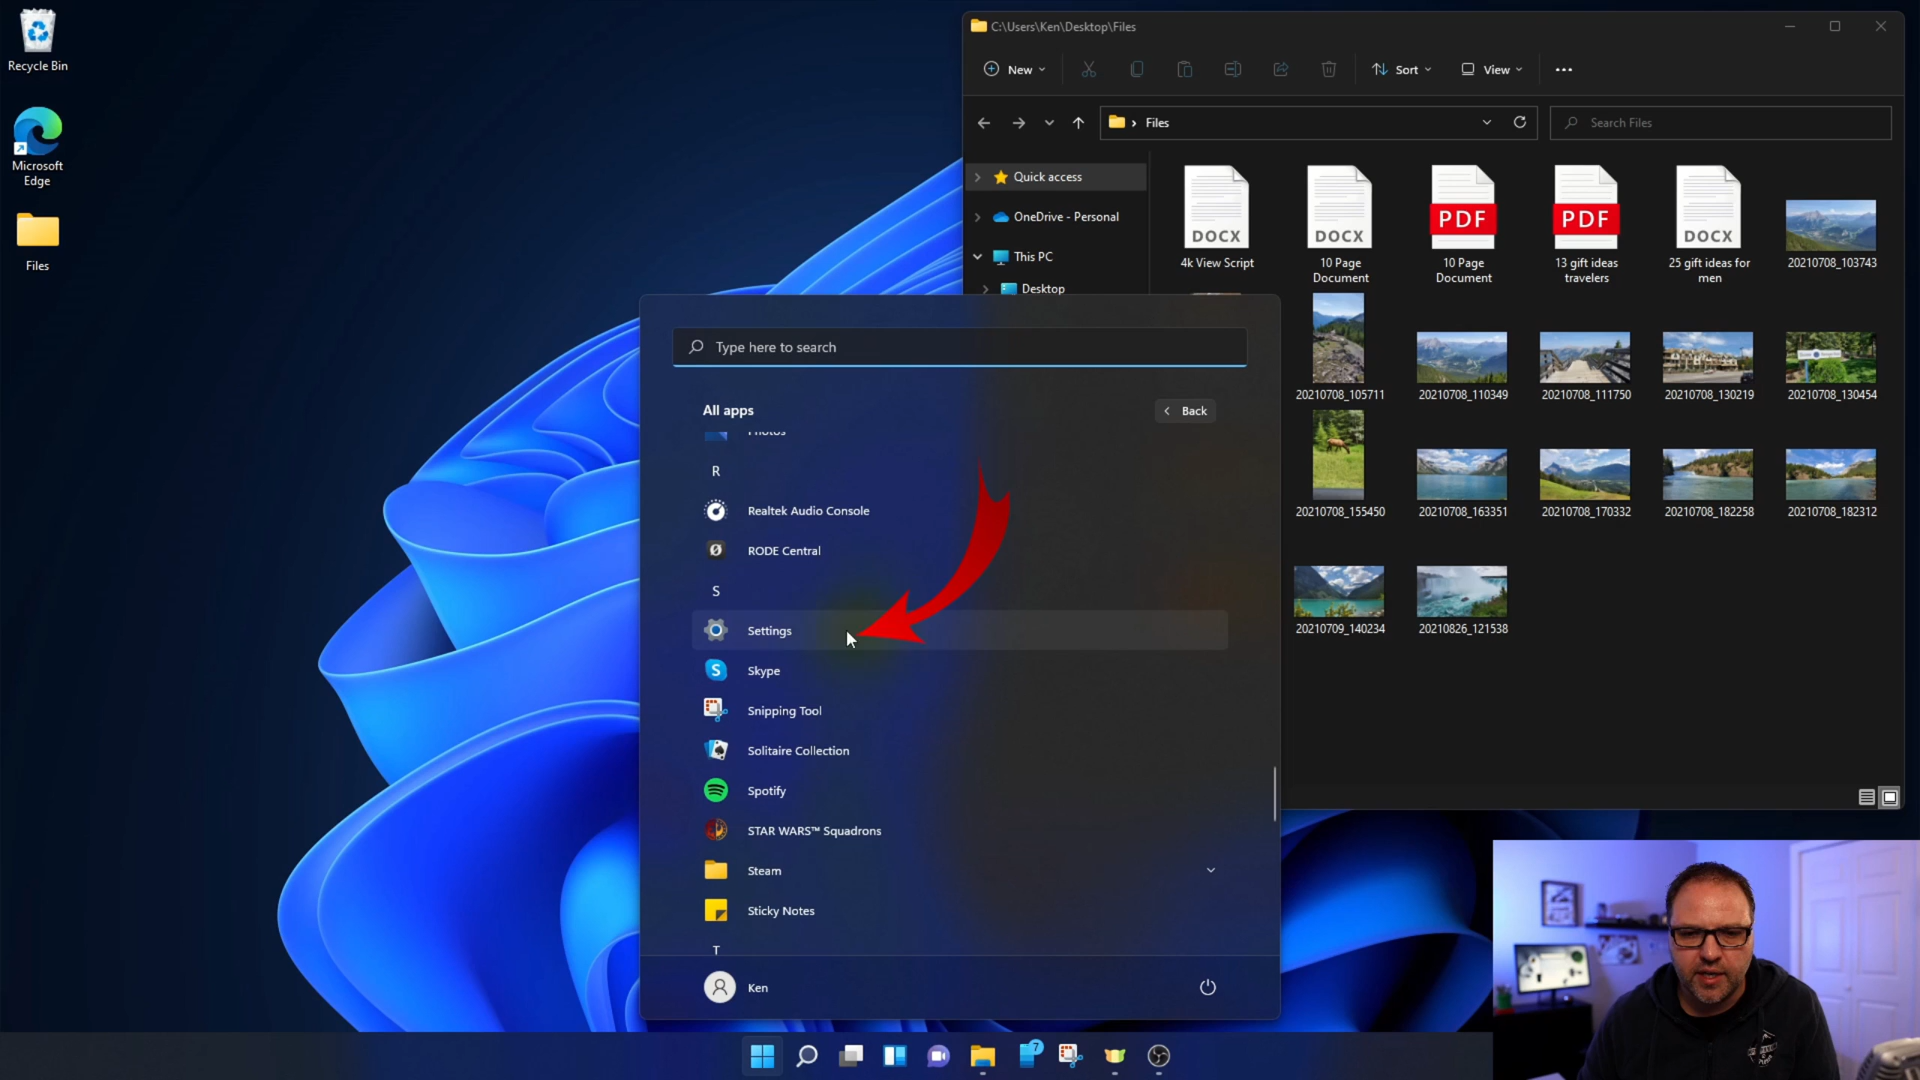 Recycle Bin
Microsoft
Edge
Files
C:\Users\Ken\Desktop\Files
New
Sort
View
Files
Search Files
Quick access
OneDrive - Personal
This PC
Desktop
DOCX
4k View Script
DOCX
10 Page
Document
PDF
10 Page
Document
PDF
13 gift ideas
travelers
DOCX
25 gift ideas for
men
20210708_103743
20210708_105711
20210708_110349
20210708_111750
20210708_130219
20210708_130454
20210708_155450
20210708_163351
20210708_170332
20210708_182258
20210708_182312
20210709_140234
20210826_121538
Type here to search
All apps
Back
Photos
R
Realtek Audio Console
RODE Central
S
Settings
Skype
Snipping Tool
Solitaire Collection
Spotify
STAR WARS™ Squadrons
Steam
Sticky Notes
T
Ken
7